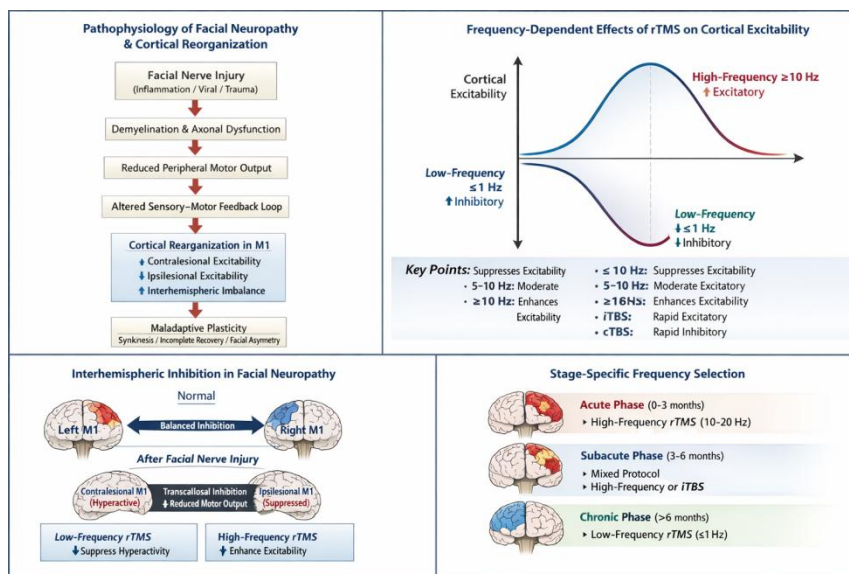 Pathophysiology of Facial Neuropathy
& Cortical Reorganization
Facial Nerve Injury
(Inflammation / Viral / Trauma)
Demyelination & Axonal Dysfunction
Reduced Peripheral Motor Output
Altered Sensory–Motor Feedback Loop
Cortical Rearganization in M1
Contralesional Excitability
↓ Ipsilesional Excitability
↑ Interhemispheric Imbalance
Maladaptive Plasticity
Synknesis / Incomplete Recovery / Facial Asymmetry
Frequency-Dependent Effects of rTMS on Cortical Excitability
Cortical
Excitability
High-Frequency ≥10 Hz
↑ Excitatory
Low-Frequency
≤ 1 Hz
↑ Inhibitory
Low-Frequency
↓ ≤ 1 Hz
↓ Inhibitory
Key Points: Suppresses Excitability
• 5–10 Hz: Moderate
• ≥10 Hz: Enhances
Excitability
• ≤ 10 Hz: Suppresses Excitability
• 5–10 Hz: Moderate Excitatory
• ≥16HS: Enhances Excitability
• iTBS: Rapid Excitatory
• cTBS: Rapid Inhibitory
Interhemispheric Inhibition in Facial Neuropathy
Normal
Left M1
Balanced Inhibition
Right M1
After Facial Nerve Injury
Contralesional M1
(Hyperactive)
Transcallosal Inhibition
↓ Reduced Motor Output
Ipsilesional M1
(Suppressed)
Low-Frequency rTMS
↓ Suppress Hyperactivity
High-Frequency rTMS
Enhance Excitability
Stage-Specific Frequency Selection
Acute Phase (0–3 months)
▸ High-Frequency rTMS (10–20 Hz)
Subacute Phase (3–6 months)
▸ Mixed Protocol
▸ High-Frequency or iTBS
Chronic Phase (>6 months)
▸ Low-Frequency rTMS (≤1 Hz)